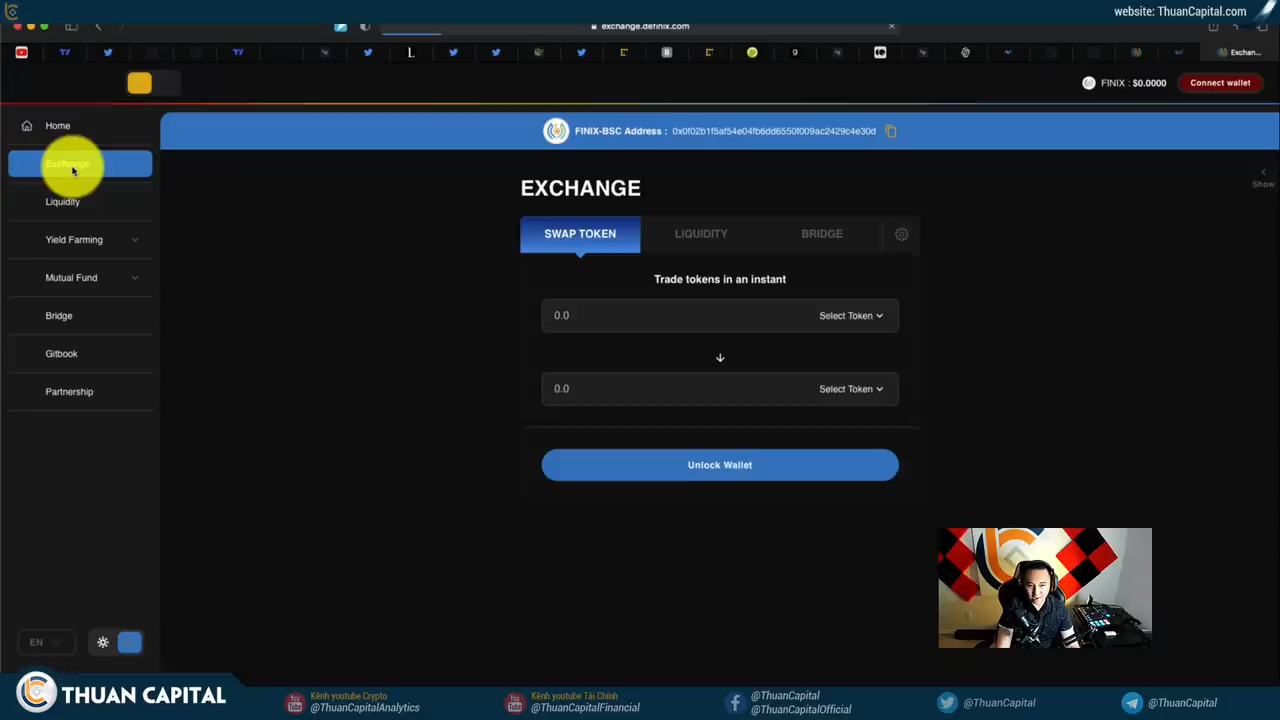 website: ThuanCapital.com
exchange.definix.com
Exchan...
FINIX : $0.0000
Connect wallet
Home
FINIX-BSC Address : 0x0f02b1f5af54e04fb6dd6550f009ac2429c4e30d
Exchange
Show
EXCHANGE
Liquidity
SWAP TOKEN
LIQUIDITY
BRIDGE
Yield Farming
Mutual Fund
Trade tokens in an instant
Bridge
0.0
Select Token
Gitbook
Partnership
0.0
Select Token
Unlock Wallet
EN
THUAN CAPITAL
Kênh youtube Crypto
@ThuanCapitalAnalytics
Kênh youtube Tài Chính
@ThuanCapitalFinancial
@ThuanCapital
@ThuanCapitalOfficial
@ThuanCapital
@ThuanCapital